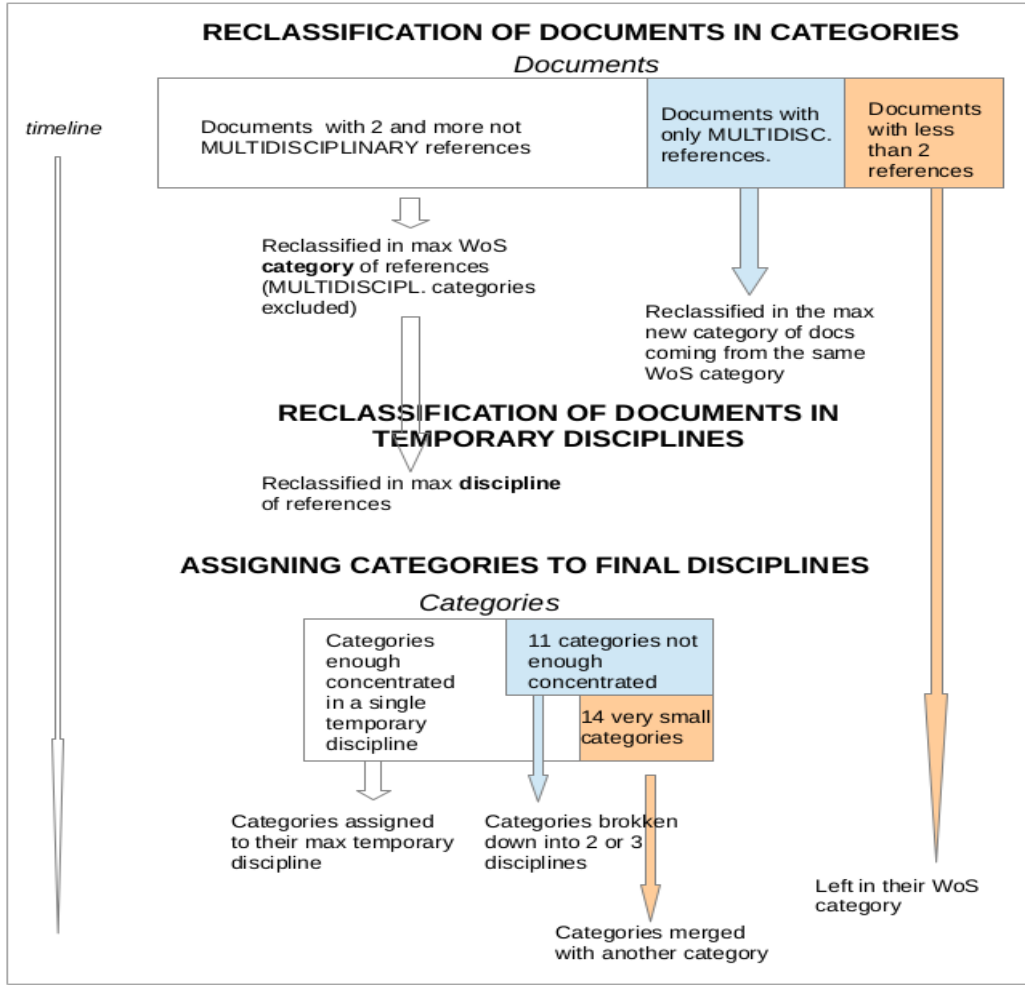 RECLASSIFICATION OF DOCUMENTS IN CATEGORIES
Documents
timeline
Documents with 2 and more not
MULTIDISCIPLINARY references
Documents with
only MULTIDISC.
references.
Documents
with less
than 2
references
Reclassified in max WoS
category of references
(MULTIDISCIPL. categories
excluded)
Reclassified in the max
new category of docs
coming from the same
WoS category
RECLASSIFICATION OF DOCUMENTS IN
TEMPORARY DISCIPLINES
Reclassified in max discipline
of references
ASSIGNING CATEGORIES TO FINAL DISCIPLINES
Categories
Categories
enough
concentrated
in a single
temporary
discipline
11 categories not
enough
concentrated
14 very small
categories
Categories assigned
to their max temporary
discipline
Categories brokken
down into 2 or 3
disciplines
Left in their WoS
category
Categories merged
with another category